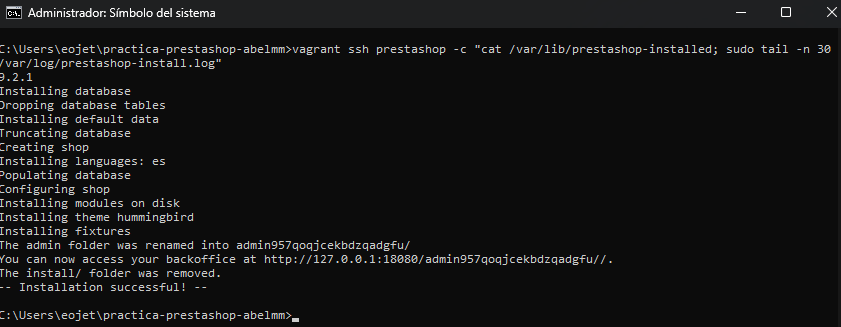 Administrador: Símbolo del sistema
C:\Users\eojet\practica-prestashop-abelmm>vagrant ssh prestashop -c "cat /var/lib/prestashop-installed; sudo tail -n 30
/var/log/prestashop-install.log"
9.2.1
Installing database
Dropping database tables
Installing default data
Truncating database
Creating shop
Installing languages: es
Populating database
Configuring shop
Installing modules on disk
Installing theme hummingbird
Installing fixtures
The admin folder was renamed into admin957qoqjcekbdzqadgfu/
You can now access your backoffice at http://127.0.0.1:18080/admin957qoqjcekbdzqadgfu//.
The install/ folder was removed.
-- Installation successful! --
C:\Users\eojet\practica-prestashop-abelmm>